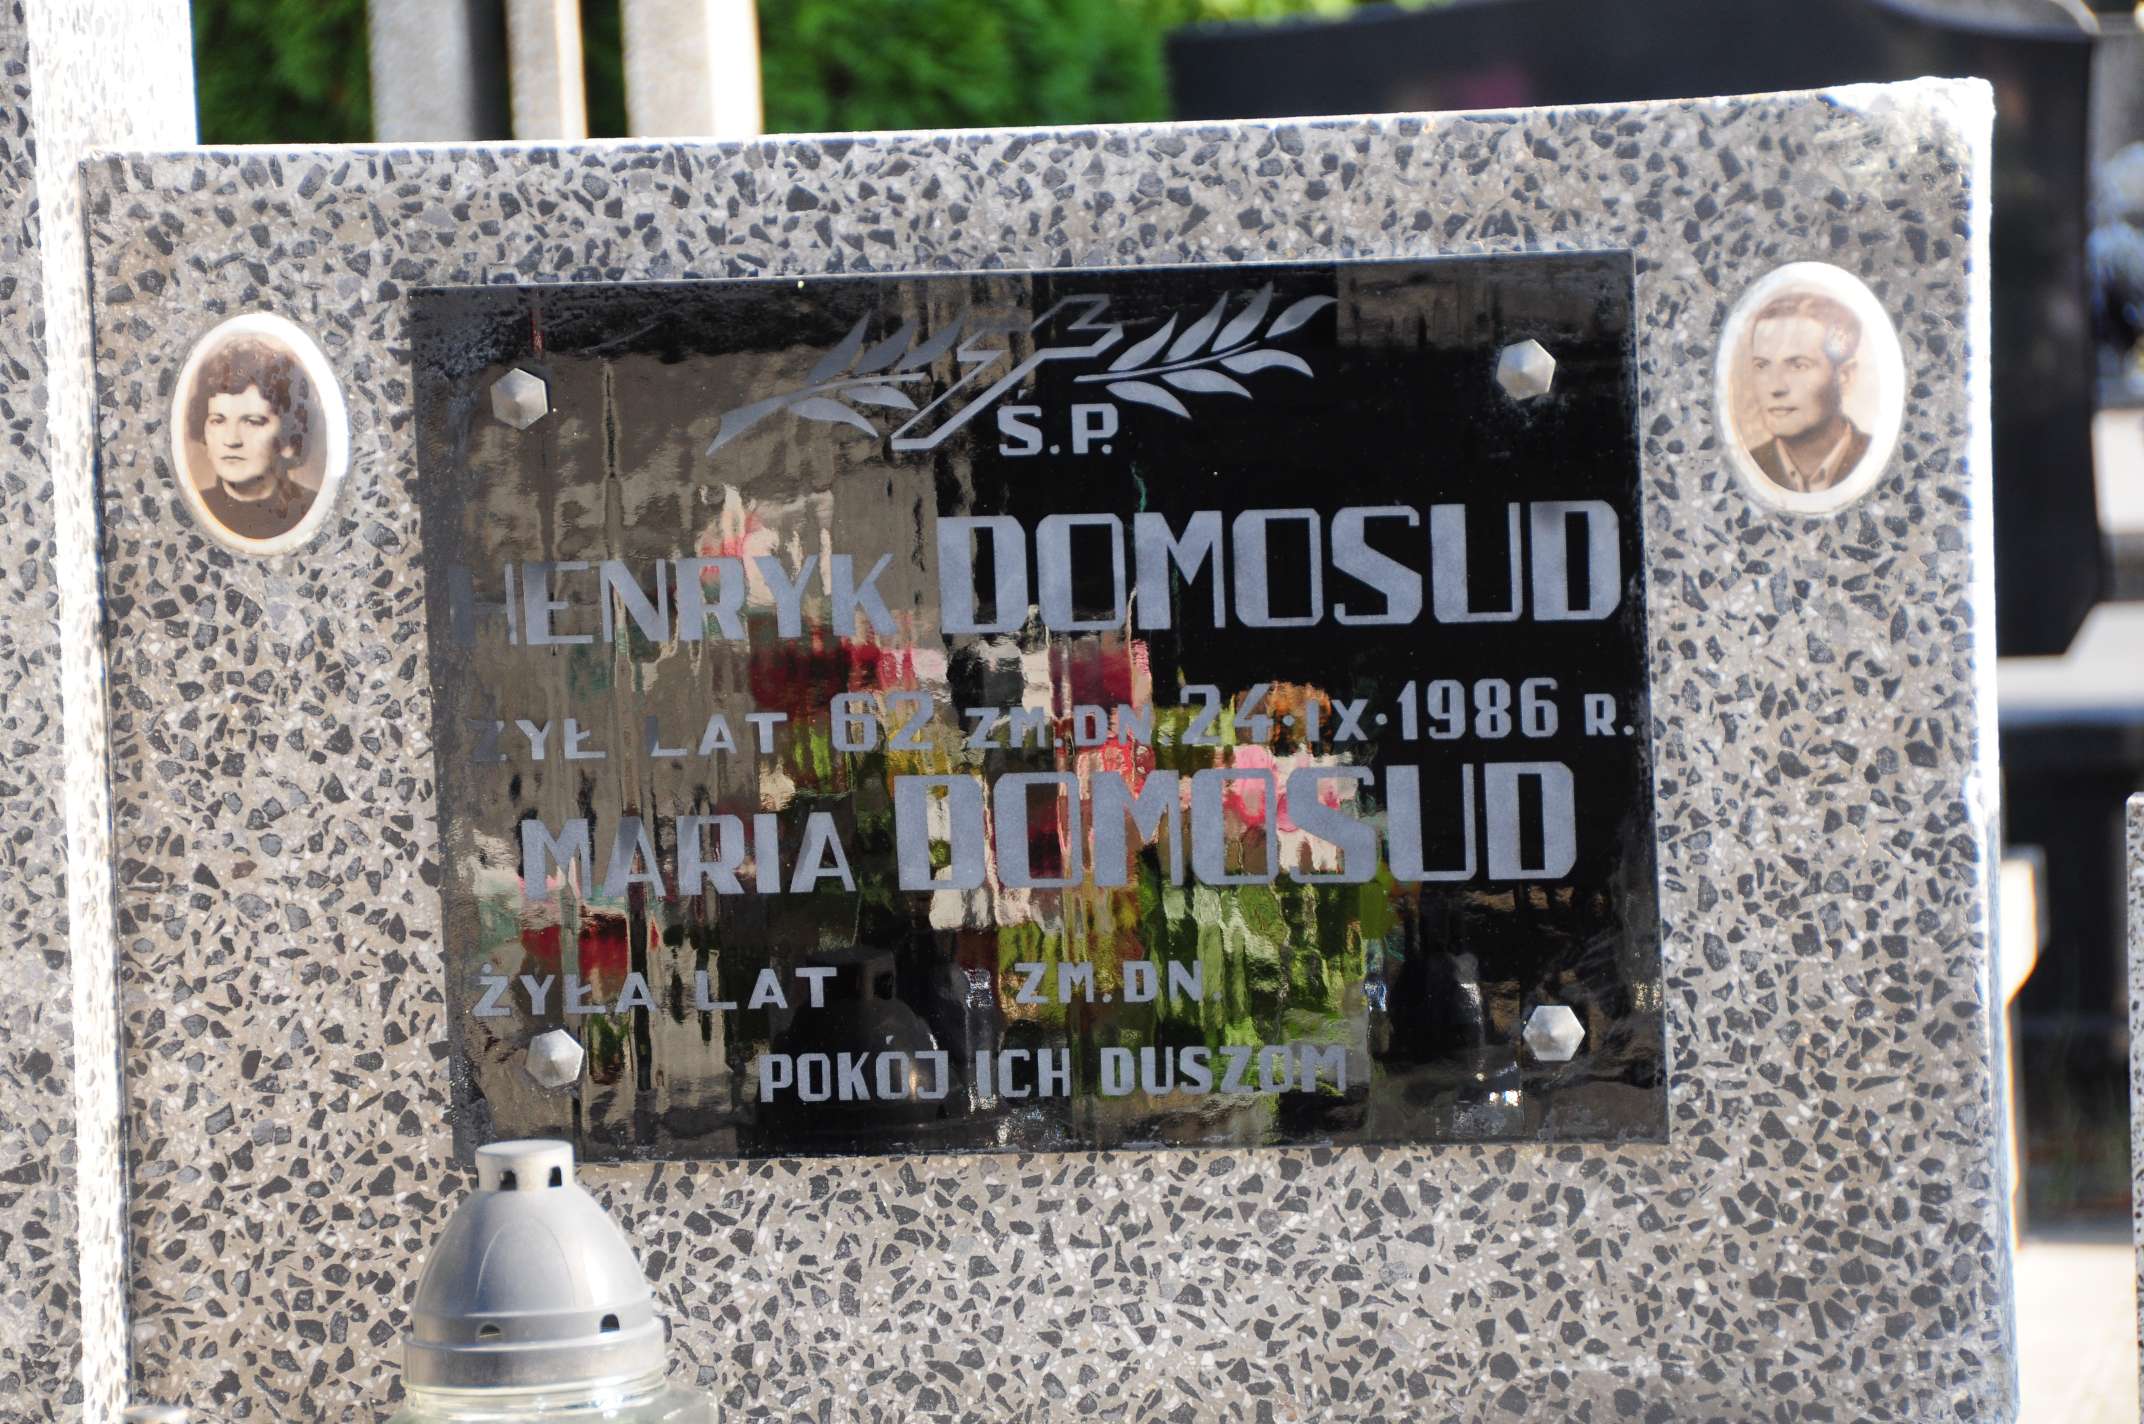 Ś.P.
HENRYK DOMOSUD
ŻYŁ LAT 62 ZM.DN. 24·IX·1986 R.
MARIA DOMOSUD
ŻYŁA LAT ZM.DN.
POKÓJ ICH DUSZOM